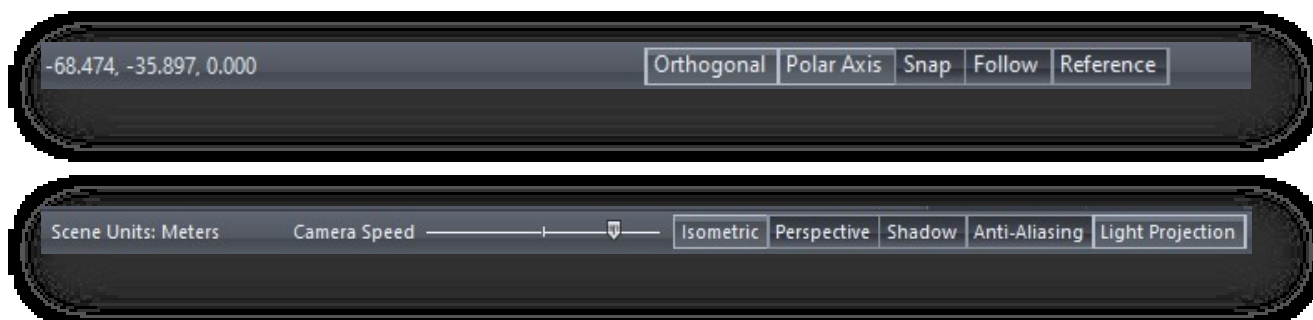 -68.474, -35.897, 0.000 Orthogonal Polar Axis Snap Follow Reference
Scene Units: Meters Camera Speed Isometric Perspective Shadow Anti-Aliasing Light Projection